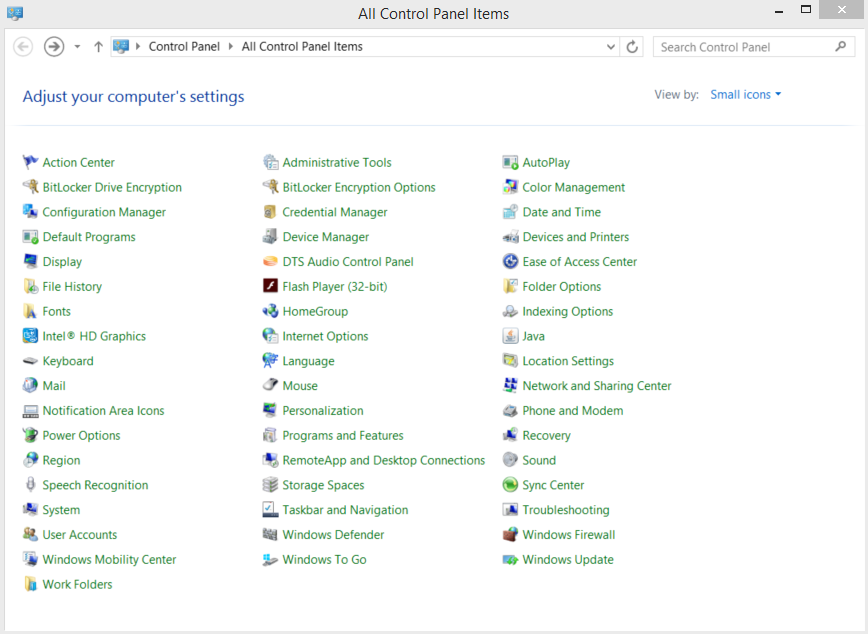 All Control Panel Items
Control Panel All Control Panel Items Search Control Panel
Adjust your computer's settings View by: Small icons
Action Center Administrative Tools AutoPlay
BitLocker Drive Encryption BitLocker Encryption Options Color Management
Configuration Manager Credential Manager Date and Time
Default Programs Device Manager Devices and Printers
Display DTS Audio Control Panel Ease of Access Center
File History Flash Player (32-bit) Folder Options
Fonts HomeGroup Indexing Options
Intel® HD Graphics Internet Options Java
Keyboard Language Location Settings
Mail Mouse Network and Sharing Center
Notification Area Icons Personalization Phone and Modem
Power Options Programs and Features Recovery
Region RemoteApp and Desktop Connections Sound
Speech Recognition Storage Spaces Sync Center
System Taskbar and Navigation Troubleshooting
User Accounts Windows Defender Windows Firewall
Windows Mobility Center Windows To Go Windows Update
Work Folders